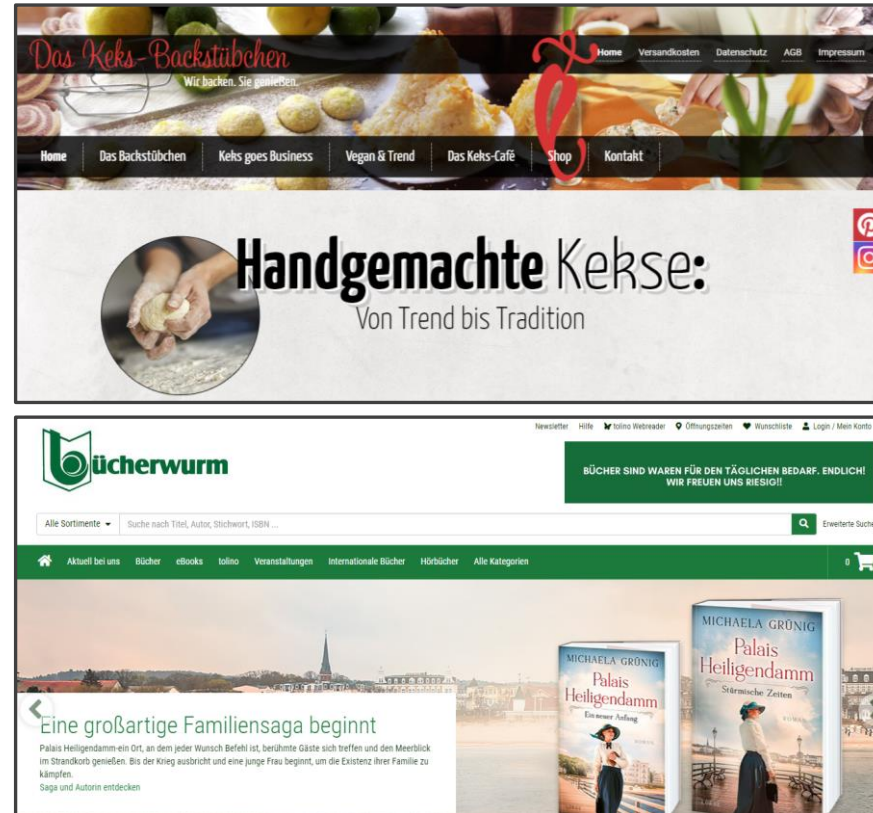 Das Keks-Backstübchen
Wir backen. Sie genießen.
Home Versandkosten Datenschutz AGB Impressum
Home Das Backstübchen Keks goes Business Vegan & Trend Das Keks-Café Shop Kontakt
Handgemachte Kekse:
Von Trend bis Tradition
Newsletter Hilfe tolino Webreader Öffnungszeiten Wunschliste Login / Mein Konto
bücherwurm
BÜCHER SIND WAREN FÜR DEN TÄGLICHEN BEDARF. ENDLICH!
WIR FREUEN UNS RIESIG!!
Alle Sortimente Suche nach Titel, Autor, Stichwort, ISBN ... Erweiterte Suche
Aktuell bei uns Bücher eBooks tolino Veranstaltungen Internationale Bücher Hörbücher Alle Kategorien 0
MICHAELA GRÜNIG
Palais
Heiligendamm
Ein neuer Anfang
ROMAN
MICHAELA GRÜNIG
Palais
Heiligendamm
Stürmische Zeiten
ROMAN
Eine großartige Familiensaga beginnt
Palais Heiligendamm-ein Ort, an dem jeder Wunsch Befehl ist, berühmte Gäste sich treffen und den Meerblick
im Strandkorb genießen. Bis der Krieg ausbricht und eine junge Frau beginnt, um die Existenz ihrer Familie zu
kämpfen.
Saga und Autorin entdecken